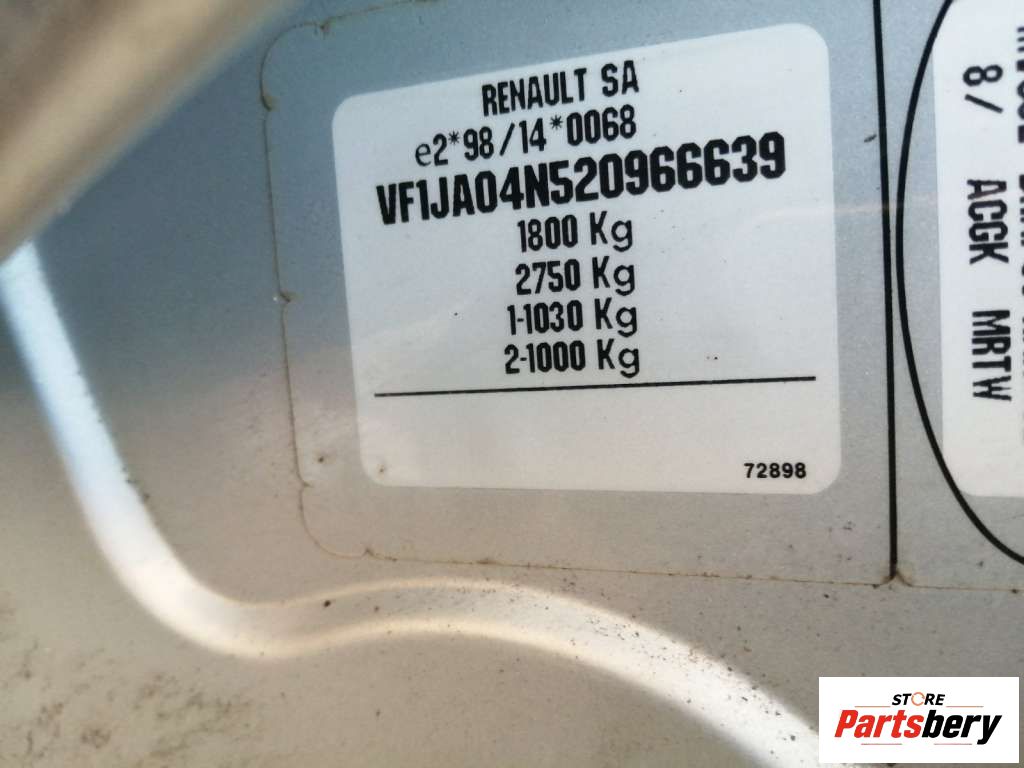 RENAULT SA
e2*98/14*0068
VF1JA04N520966639
1800 Kg
2750 Kg
1-1030 Kg
2-1000 Kg
72898
8/ ACGK MRTW
STORE
Partsbery